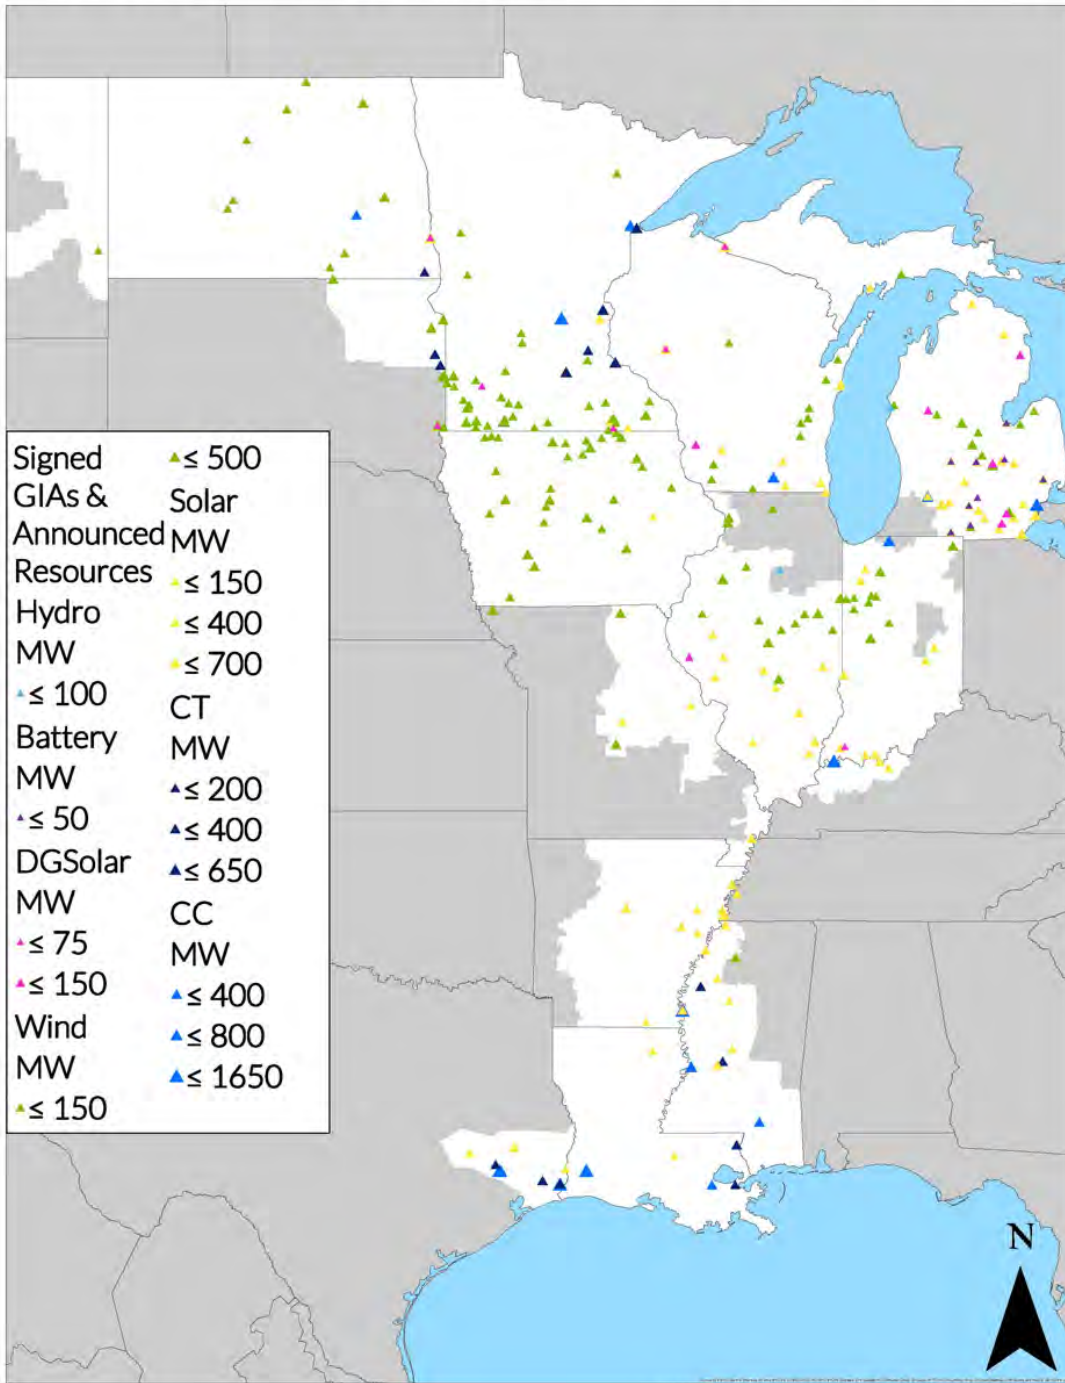 Signed
GIAs &
Announced
Resources
Hydro
MW
≤ 100
Battery
MW
≤ 50
DGSolar
MW
≤ 75
≤ 150
Wind
MW
≤ 150
≤ 500
Solar
MW
≤ 150
≤ 400
≤ 700
CT
MW
≤ 200
≤ 400
≤ 650
CC
MW
≤ 400
≤ 800
≤ 1650
N